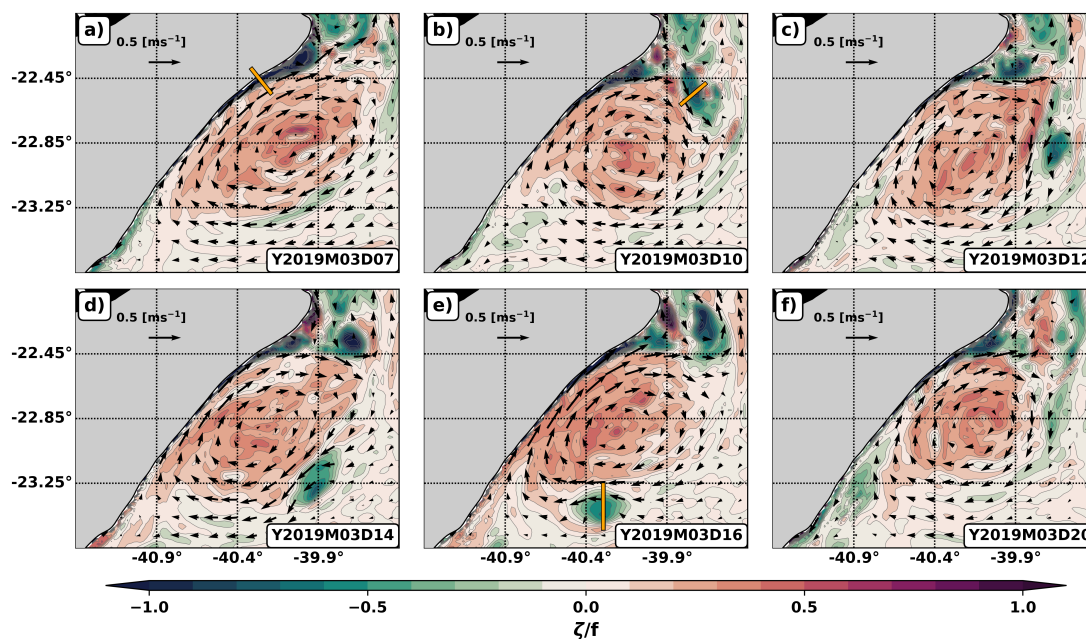 a) b) c)
0.5 [ms⁻¹] 0.5 [ms⁻¹] 0.5 [ms⁻¹]
-22.45°
-22.85°
-23.25°
Y2019M03D07 Y2019M03D10 Y2019M03D12
d) e) f)
0.5 [ms⁻¹] 0.5 [ms⁻¹] 0.5 [ms⁻¹]
-22.45°
-22.85°
-23.25°
Y2019M03D14 Y2019M03D16 Y2019M03D20
-40.9° -40.4° -39.9° -40.9° -40.4° -39.9° -40.9° -40.4° -39.9°
−1.0 −0.5 0.0 0.5 1.0
ζ/f